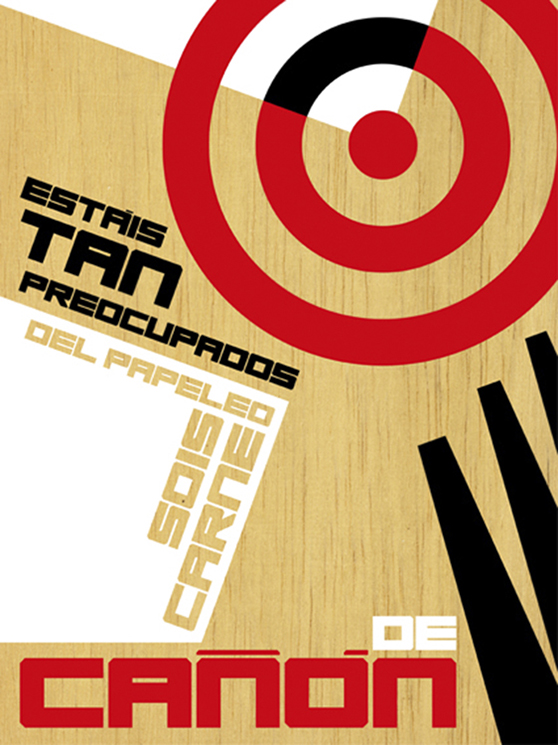 ESTÁIS
TAN
PREOCUPADOS
DEL PAPELEO
SOIS
CARNE
DE
CAÑÓN